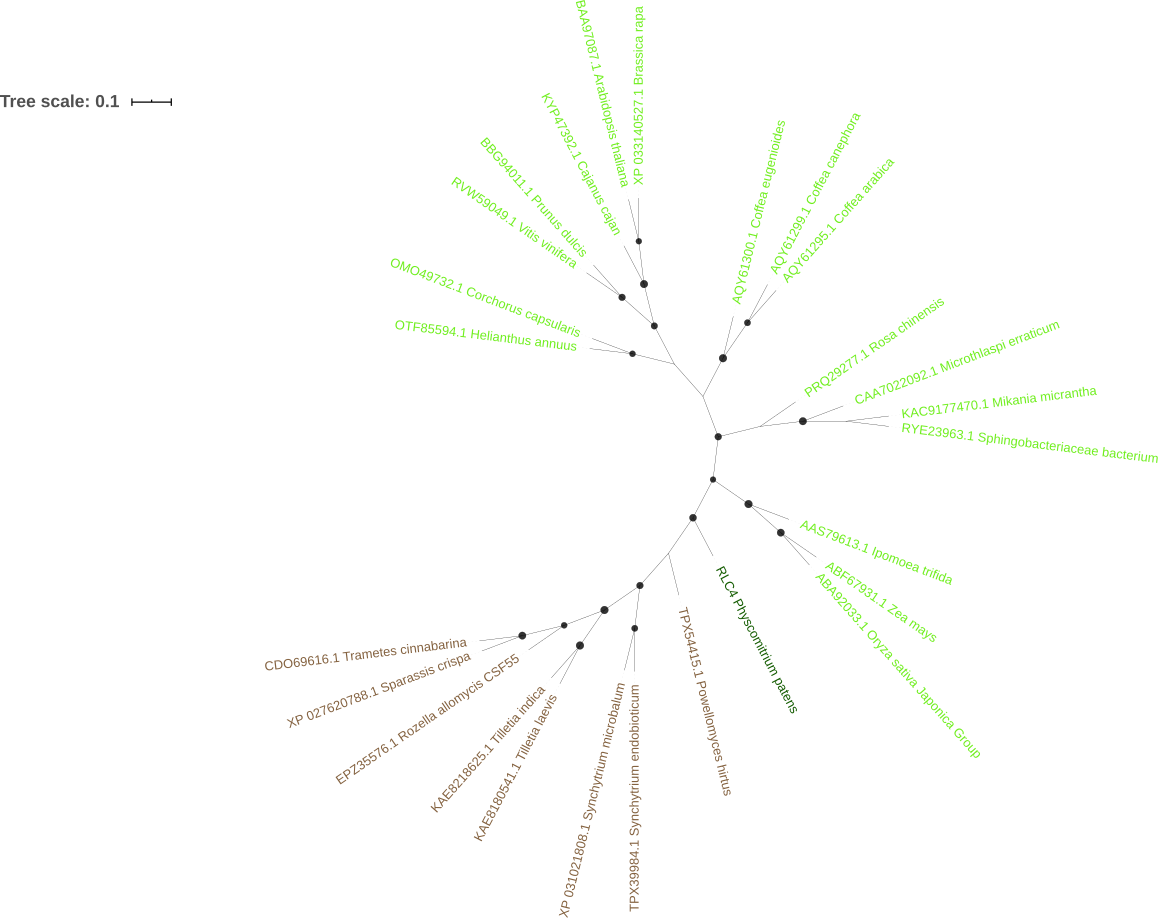 Tree scale: 0.1
BAA97087.1 Arabidopsis thaliana
XP 033140527.1 Brassica rapa
KYP47392.1 Cajanus cajan
BBG94011.1 Prunus dulcis
RVW59049.1 Vitis vinifera
OMO49732.1 Corchorus capsularis
OTF85594.1 Helianthus annuus
AQY61300.1 Coffea eugenioides
AQY61299.1 Coffea canephora
AQY61295.1 Coffea arabica
PRQ29277.1 Rosa chinensis
CAA7022092.1 Microthlaspi erraticum
KAC9177470.1 Mikania micrantha
RYE23963.1 Sphingobacteriaceae bacterium
AAS79613.1 Ipomoea trifida
ABF67931.1 Zea mays
ABA92033.1 Oryza sativa Japonica Group
RLC4 Physcomitrium patens
TPX54415.1 Powellomyces hirtus
TPX39984.1 Synchytrium endobioticum
XP 031021808.1 Synchytrium microbalum
KAE8180541.1 Tilletia laevis
KAE8218625.1 Tilletia indica
EPZ35576.1 Rozella allomycis CSF55
XP 027620788.1 Sparassis crispa
CDO69616.1 Trametes cinnabarina